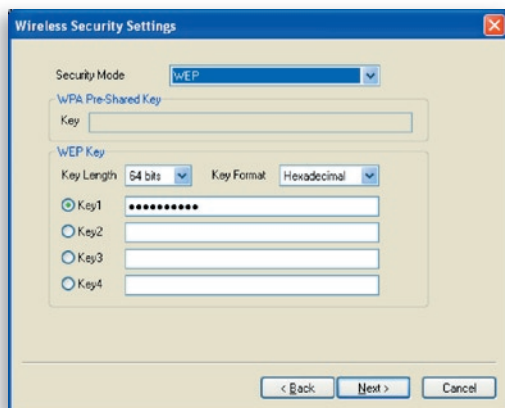 Wireless Security Settings
Security Mode WEP
WPA Pre-Shared Key
Key
WEP Key
Key Length 64 bits Key Format Hexadecimal
Key1 ••••••••••
Key2
Key3
Key4
< Back Next > Cancel